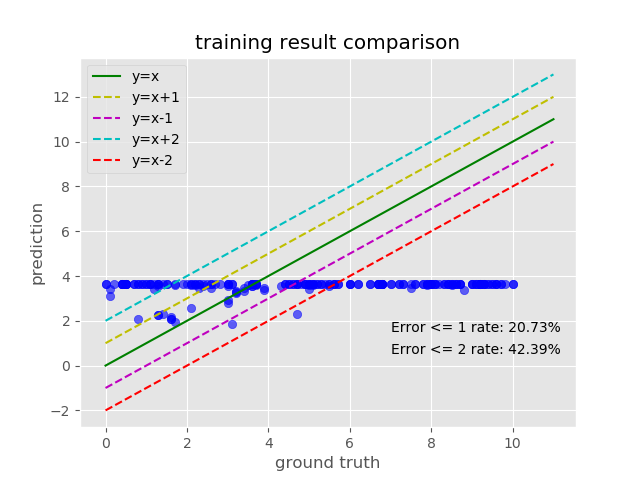 training result comparison
y=x
y=x+1
y=x-1
y=x+2
y=x-2
12
10
8
6
4
2
0
−2
prediction
Error <= 1 rate: 20.73%
Error <= 2 rate: 42.39%
0 2 4 6 8 10
ground truth